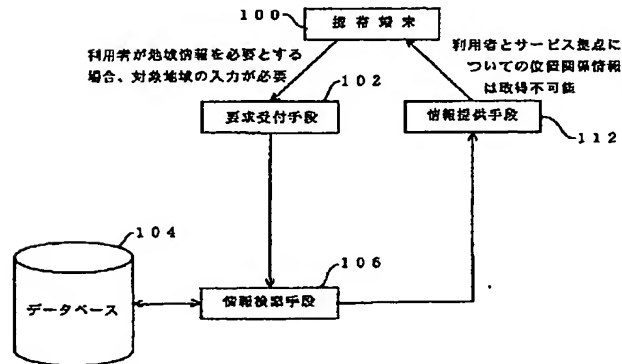 100
携帯端末
利用者が地域情報を必要とする
場合、対象地域の入力が必要
利用者とサービス拠点に
ついての位置関係情報
は取得不可能
102
要求受付手段
情報提供手段
112
104
データベース
106
情報検索手段